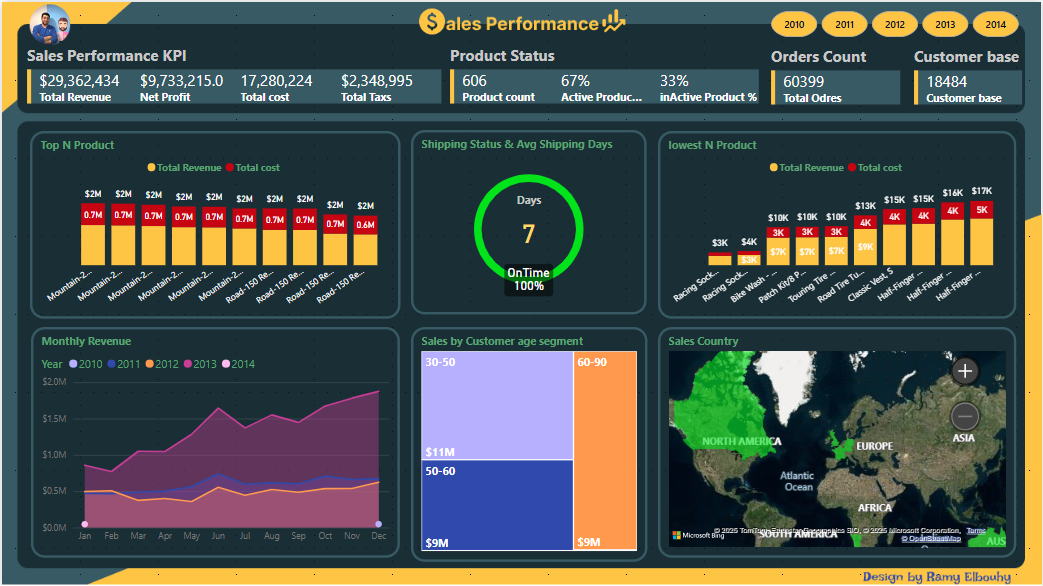 $ales Performance
2010 2011 2012 2013 2014
Sales Performance KPI
$29,362,434 $9,733,215.0 17,280,224 $2,348,995
Total Revenue Net Profit Total cost Total Taxs
Product Status
606 67% 33%
Product count Active Produc... inActive Product %
Orders Count
60399
Total Odres
Customer base
18484
Customer base
Top N Product
Total Revenue Total cost
$2M $2M $2M $2M $2M $2M $2M $2M $2M $2M
0.7M 0.7M 0.7M 0.7M 0.7M 0.7M 0.7M 0.7M 0.7M 0.6M
Mountain-2... Mountain-2... Mountain-2... Mountain-2... Mountain-2... Mountain-2... Road-150 Re... Road-150 Re... Road-150 Re... Road-150 Re...
Shipping Status & Avg Shipping Days
Days
7
OnTime
100%
lowest N Product
Total Revenue Total cost
$3K $4K $10K $10K $10K $13K $15K $15K $16K $17K
3K 3K 3K 4K 4K 4K 4K 5K
$3K $7K $7K $7K $9K
Racing Sock... Racing Sock... Bike Wash - ... Patch Kit/8 P... Touring Tire ... Road Tire Tu... Classic Vest, S Half-Finger ... Half-Finger ... Half-Finger ...
Monthly Revenue
Year 2010 2011 2012 2013 2014
$2.0M
$1.5M
$1.0M
$0.5M
$0.0M
Jan Feb Mar Apr May Jun Jul Aug Sep Oct Nov Dec
Sales by Customer age segment
30-50
$11M
50-60
$9M
60-90
$9M
Sales Country
+
−
NORTH AMERICA
EUROPE
ASIA
Atlantic
Ocean
AFRICA
SOUTH AMERICA
AUS
Microsoft Bing
© 2025 Microsoft Corporation, Terms
© OpenStreetMap
Design by Ramy Elbouhy